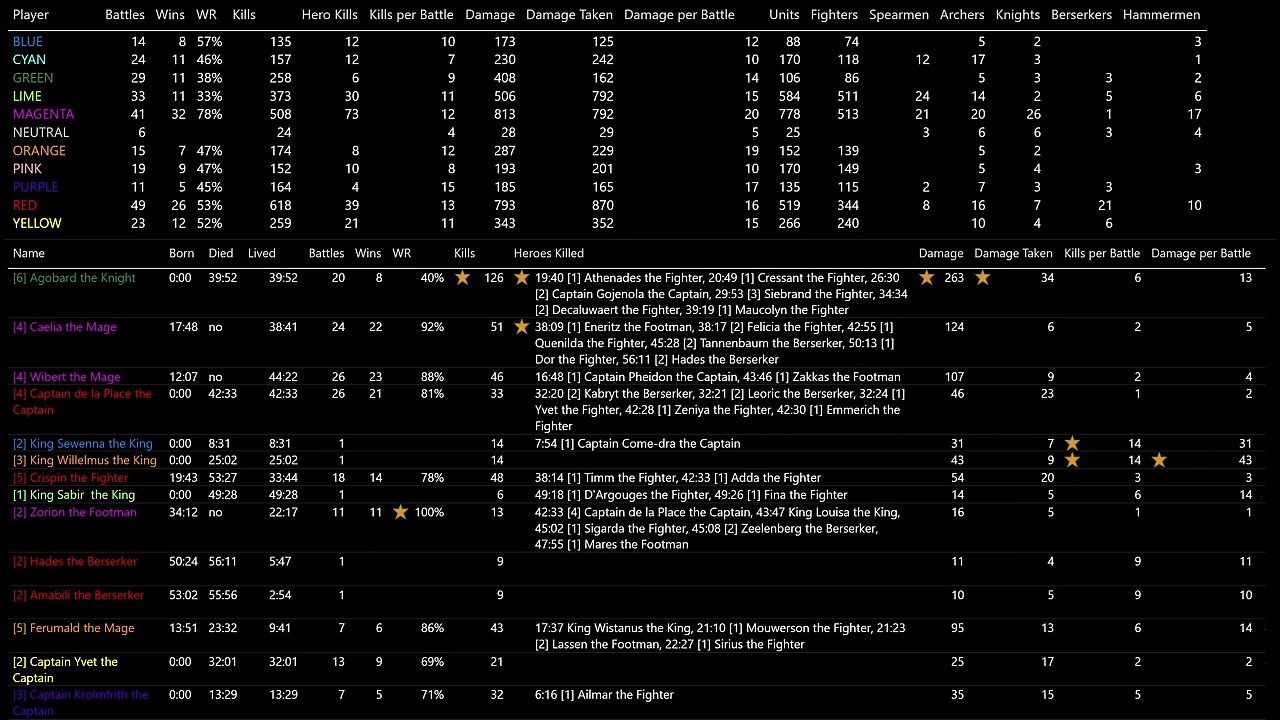 Player Battles Wins WR Kills Hero Kills Kills per Battle Damage Damage Taken Damage per Battle Units Fighters Spearmen Archers Knights Berserkers Hammermen
BLUE 14 8 57% 135 12 10 173 125 12 88 74 5 2 3
CYAN 24 11 46% 157 12 7 230 242 10 170 118 12 17 3 1
GREEN 29 11 38% 258 6 9 408 162 14 106 86 5 3 3 2
LIME 33 11 33% 373 30 11 506 792 15 584 511 24 14 2 5 6
MAGENTA 41 32 78% 508 73 12 813 792 20 778 513 21 20 26 1 17
NEUTRAL 6 24 4 28 29 5 25 3 6 6 3 4
ORANGE 15 7 47% 174 8 12 287 229 19 152 139 5 2
PINK 19 9 47% 152 10 8 193 201 10 170 149 5 4 3
PURPLE 11 5 45% 164 4 15 185 165 17 135 115 2 7 3 3
RED 49 26 53% 618 39 13 793 870 16 519 344 8 16 7 21 10
YELLOW 23 12 52% 259 21 11 343 352 15 266 240 10 4 6
Name Born Died Lived Battles Wins WR Kills Heroes Killed Damage Damage Taken Kills per Battle Damage per Battle
[6] Agobard the Knight 0:00 39:52 39:52 20 8 40% 126 19:40 [1] Athenades the Fighter, 20:49 [1] Cressant the Fighter, 26:30 263 34 6 13
[2] Captain Gojenola the Captain, 29:53 [3] Siebrand the Fighter, 34:34
[2] Decaluwaert the Fighter, 39:19 [1] Maucolyn the Fighter
[4] Caelia the Mage 17:48 no 38:41 24 22 92% 51 38:09 [1] Eneritz the Footman, 38:17 [2] Felicia the Fighter, 42:55 [1] 124 6 2 5
Quenilda the Fighter, 45:28 [2] Tannenbaum the Berserker, 50:13 [1]
Dor the Fighter, 56:11 [2] Hades the Berserker
[4] Wibert the Mage 12:07 no 44:22 26 23 88% 46 16:48 [1] Captain Pheidon the Captain, 43:46 [1] Zakkas the Footman 107 9 2 4
[4] Captain de la Place the 0:00 42:33 42:33 26 21 81% 33 32:20 [2] Kabryt the Berserker, 32:21 [2] Leoric the Berserker, 32:24 [1] 46 23 1 2
Captain Yvet the Fighter, 42:28 [1] Zeniya the Fighter, 42:30 [1] Emmerich the
Fighter
[2] King Sewenna the King 0:00 8:31 8:31 1 14 7:54 [1] Captain Come-dra the Captain 31 7 14 31
[3] King Willelmus the King 0:00 25:02 25:02 1 14 43 9 14 43
[5] Crispin the Fighter 19:43 53:27 33:44 18 14 78% 48 38:14 [1] Timm the Fighter, 42:33 [1] Adda the Fighter 54 20 3 3
[1] King Sabir  the King 0:00 49:28 49:28 1 6 49:18 [1] D'Argouges the Fighter, 49:26 [1] Fina the Fighter 14 5 6 14
[2] Zorion the Footman 34:12 no 22:17 11 11 100% 13 42:33 [4] Captain de la Place the Captain, 43:47 King Louisa the King, 16 5 1 1
45:02 [1] Sigarda the Fighter, 45:08 [2] Zeelenberg the Berserker,
47:55 [1] Mares the Footman
[2] Hades the Berserker 50:24 56:11 5:47 1 9 11 4 9 11
[2] Amabili the Berserker 53:02 55:56 2:54 1 9 10 5 9 10
[5] Ferumald the Mage 13:51 23:32 9:41 7 6 86% 43 17:37 King Wistanus the King, 21:10 [1] Mouwerson the Fighter, 21:23 95 13 6 14
[2] Lassen the Footman, 22:27 [1] Sirius the Fighter
[2] Captain Yvet the 0:00 32:01 32:01 13 9 69% 21 25 17 2 2
Captain
[3] Captain Krolmfrith the 0:00 13:29 13:29 7 5 71% 32 6:16 [1] Ailmar the Fighter 35 15 5 5
Captain